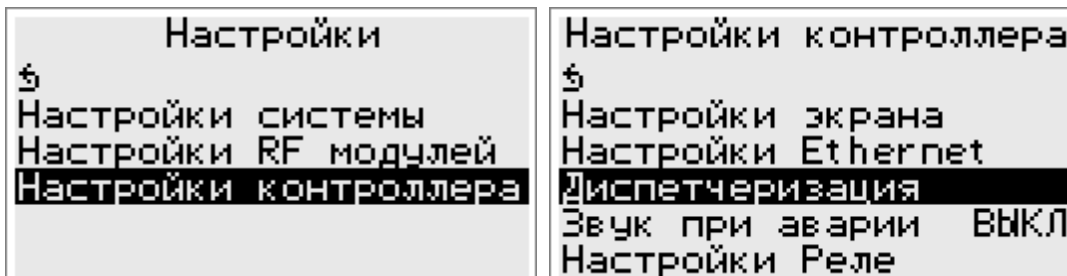 Настройки
Настройки системы
Настройки RF модулей
Настройки контроллера
Настройки контроллера
Настройки экрана
Настройки Ethernet
Диспетчеризация
Звук при аварии ВЫКЛ
Настройки Реле